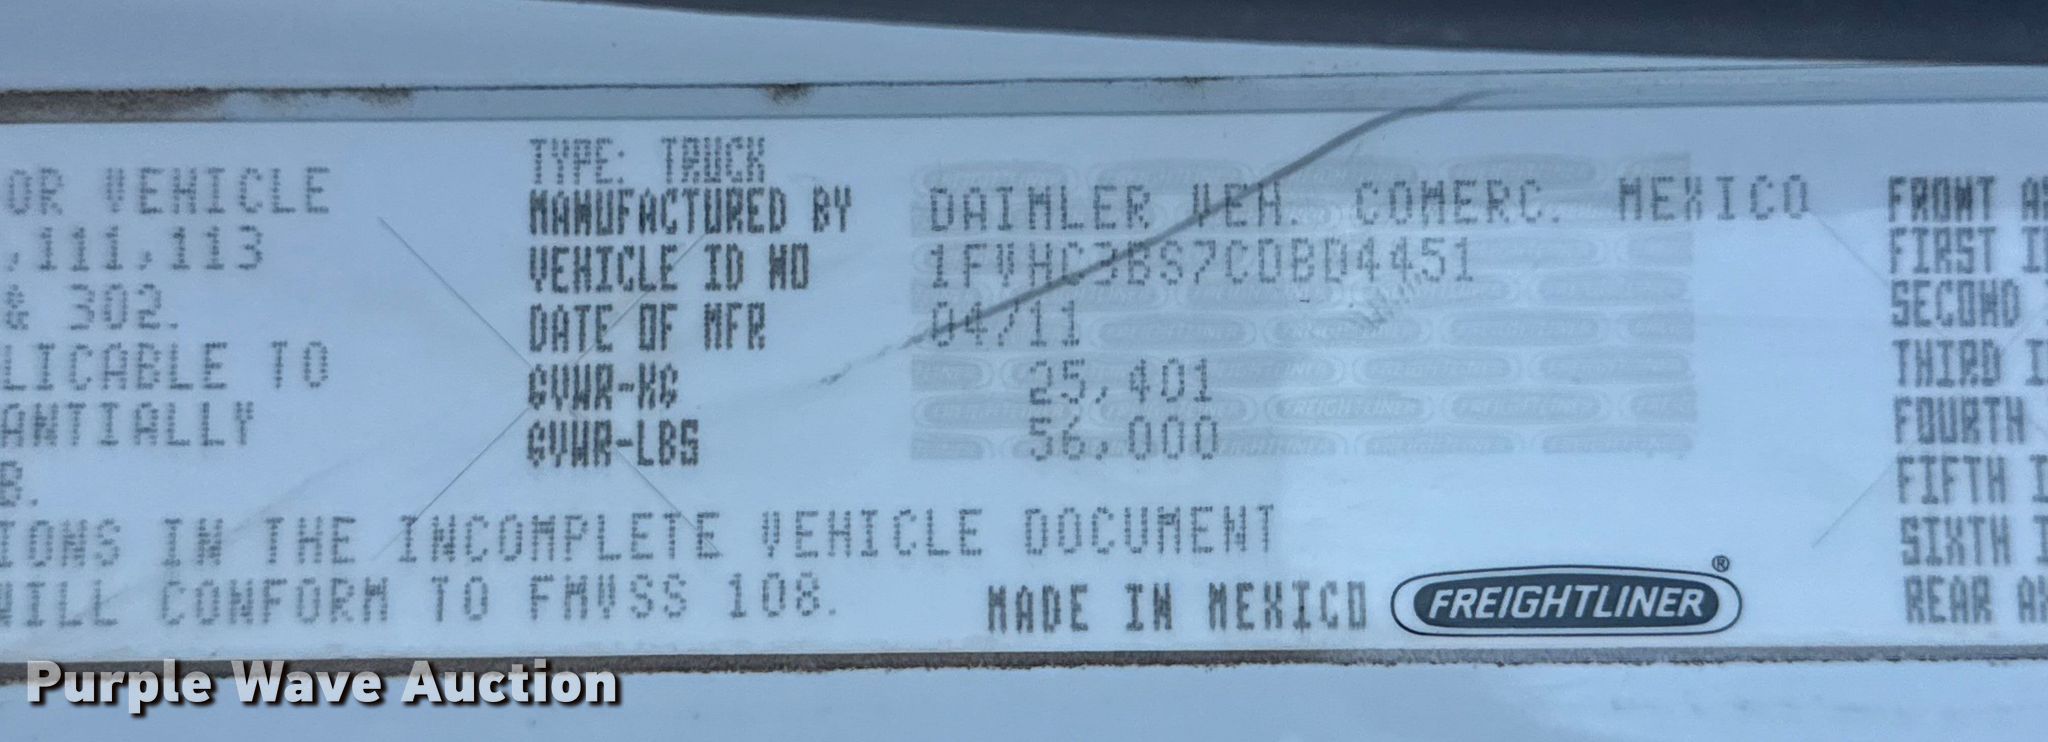 OR VEHICLE
,111,113
& 302.
LICABLE TO
ANTIALLY
B.
IONS IN THE INCOMPLETE VEHICLE DOCUMENT
WILL CONFORM TO FMVSS 108.
TYPE: TRUCK
MANUFACTURED BY DAIMLER VEH. COMERC. MEXICO
VEHICLE ID NO 1FVHC3BS7CDBD4451
DATE OF MFR 04/11
GVWR-KG 25,401
GVWR-LBS 56,000
MADE IN MEXICO FREIGHTLINER®
FRONT A
FIRST I
SECOND
THIRD I
FOURTH
FIFTH I
SIXTH I
REAR AX
Purple Wave Auction